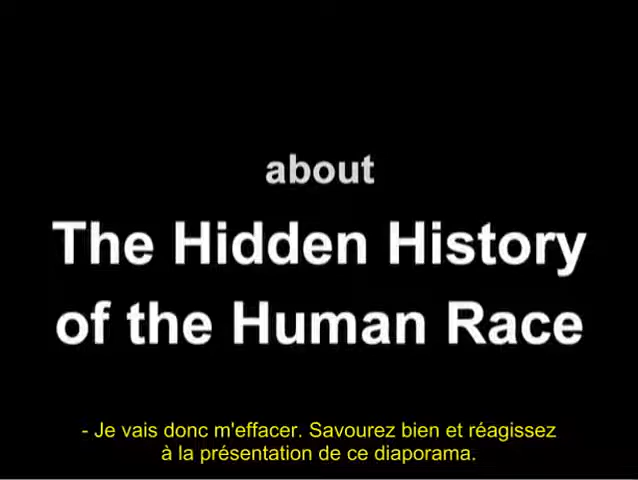 about
The Hidden History
of the Human Race
- Je vais donc m'effacer. Savourez bien et réagissez
à la présentation de ce diaporama.